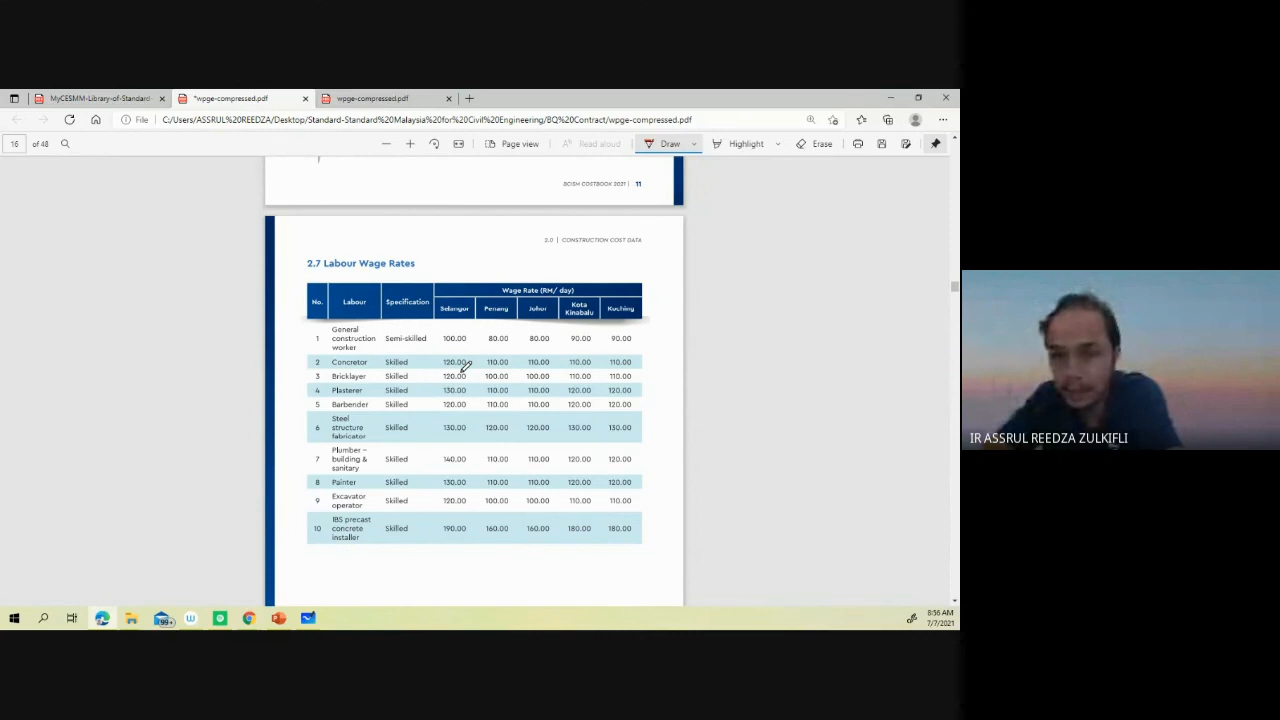 MyCESMM-Library-of-Standard
*wpge-compressed.pdf
wpge-compressed.pdf
File
C:/Users/ASSRUL%20REEDZA/Desktop/Standard-Standard%20Malaysia%20for%20Civil%20Engineering/BQ%20Contract/wpge-compressed.pdf
16 of 48
Page view
Read aloud
Draw
Highlight
Erase
BCISM COSTBOOK 2021 | 11
2.0 | CONSTRUCTION COST DATA
2.7 Labour Wage Rates
No. Labour Specification Wage Rate (RM/ day)
Selangor Penang Johor Kota Kinabalu Kuching
1 General construction worker Semi-skilled 100.00 80.00 80.00 90.00 90.00
2 Concretor Skilled 120.00 110.00 110.00 110.00 110.00
3 Bricklayer Skilled 120.00 100.00 100.00 110.00 110.00
4 Plasterer Skilled 130.00 110.00 110.00 120.00 120.00
5 Barbender Skilled 120.00 110.00 110.00 120.00 120.00
6 Steel structure fabricator Skilled 130.00 120.00 120.00 130.00 130.00
7 Plumber – building & sanitary Skilled 140.00 110.00 110.00 120.00 120.00
8 Painter Skilled 130.00 110.00 110.00 120.00 120.00
9 Excavator operator Skilled 120.00 100.00 100.00 110.00 110.00
10 IBS precast concrete installer Skilled 190.00 160.00 160.00 180.00 180.00
IR ASSRUL REEDZA ZULKIFLI
99+
8:56 AM
7/7/2021